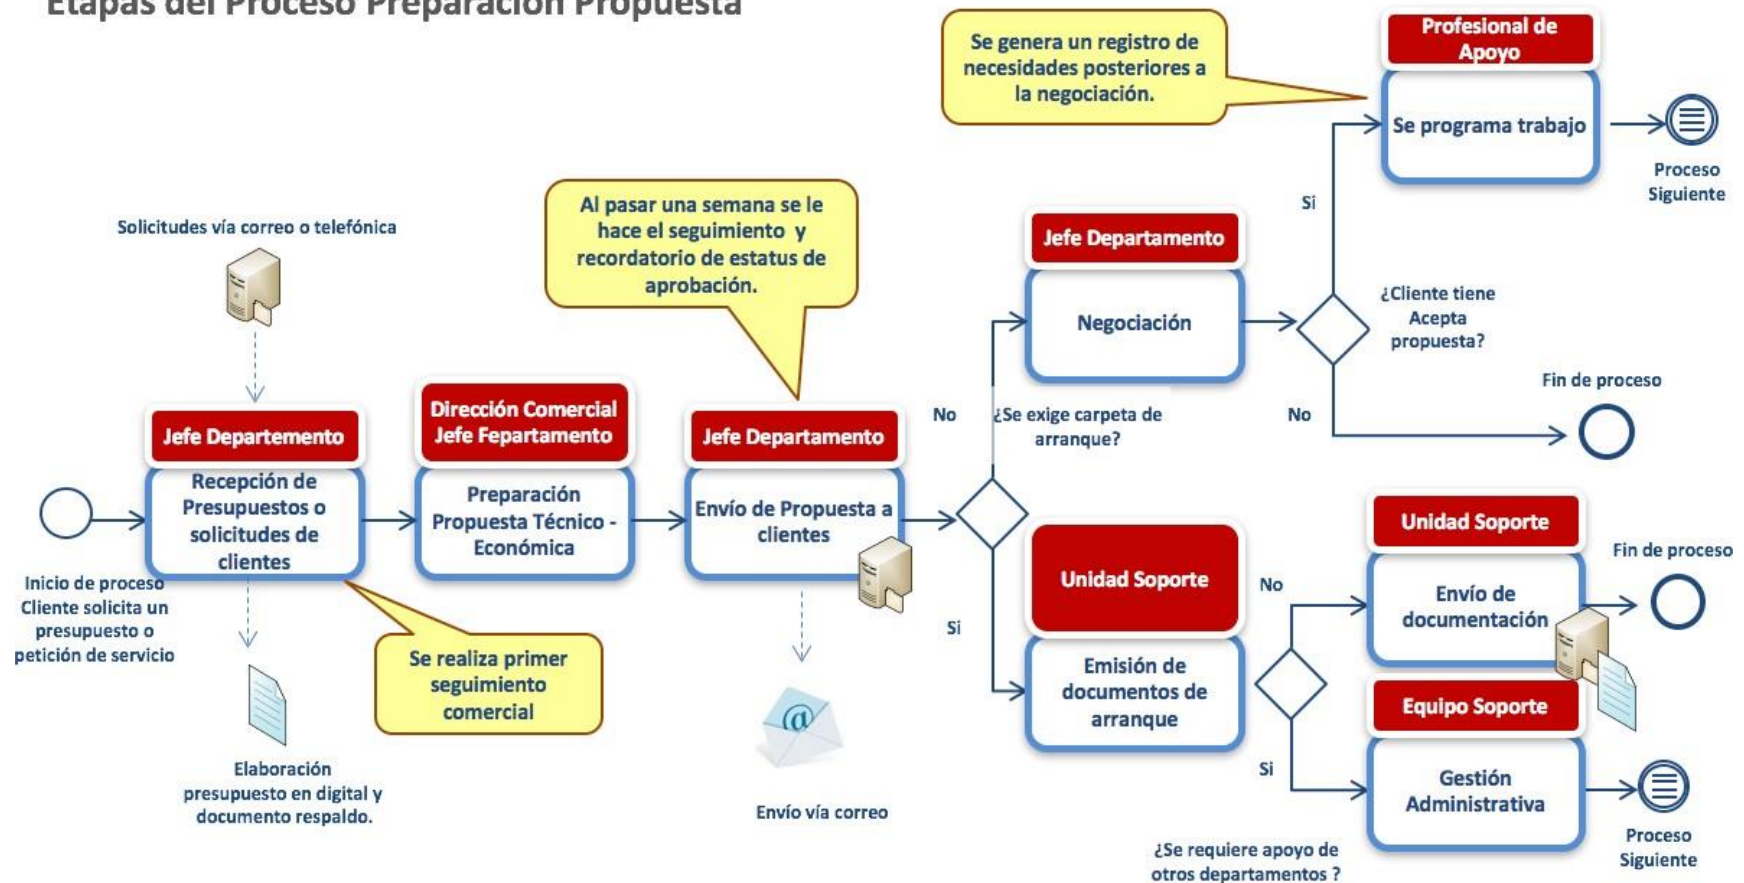 Etapas del Proceso Preparación Propuesta
Se genera un registro de
necesidades posteriores a
la negociación.
Profesional de
Apoyo
Se programa trabajo
Proceso
Siguiente
Solicitudes vía correo o telefónica
Al pasar una semana se le
hace el seguimiento y
recordatorio de estatus de
aprobación.
Jefe Departamento
Negociación
Si
¿Cliente tiene
Acepta
propuesta?
No
Fin de proceso
Jefe Departemento
Recepción de
Presupuestos o
solicitudes de
clientes
Dirección Comercial
Jefe Fepartamento
Preparación
Propuesta Técnico -
Económica
Jefe Departamento
Envío de Propuesta a
clientes
No
¿Se exige carpeta de
arranque?
Si
Inicio de proceso
Cliente solicita un
presupuesto o
petición de servicio
Se realiza primer
seguimiento
comercial
Elaboración
presupuesto en digital y
documento respaldo.
@
Envío vía correo
Unidad Soporte
Emisión de
documentos de
arranque
No
Si
¿Se requiere apoyo de
otros departamentos ?
Unidad Soporte
Envío de
documentación
Fin de proceso
Equipo Soporte
Gestión
Administrativa
Proceso
Siguiente